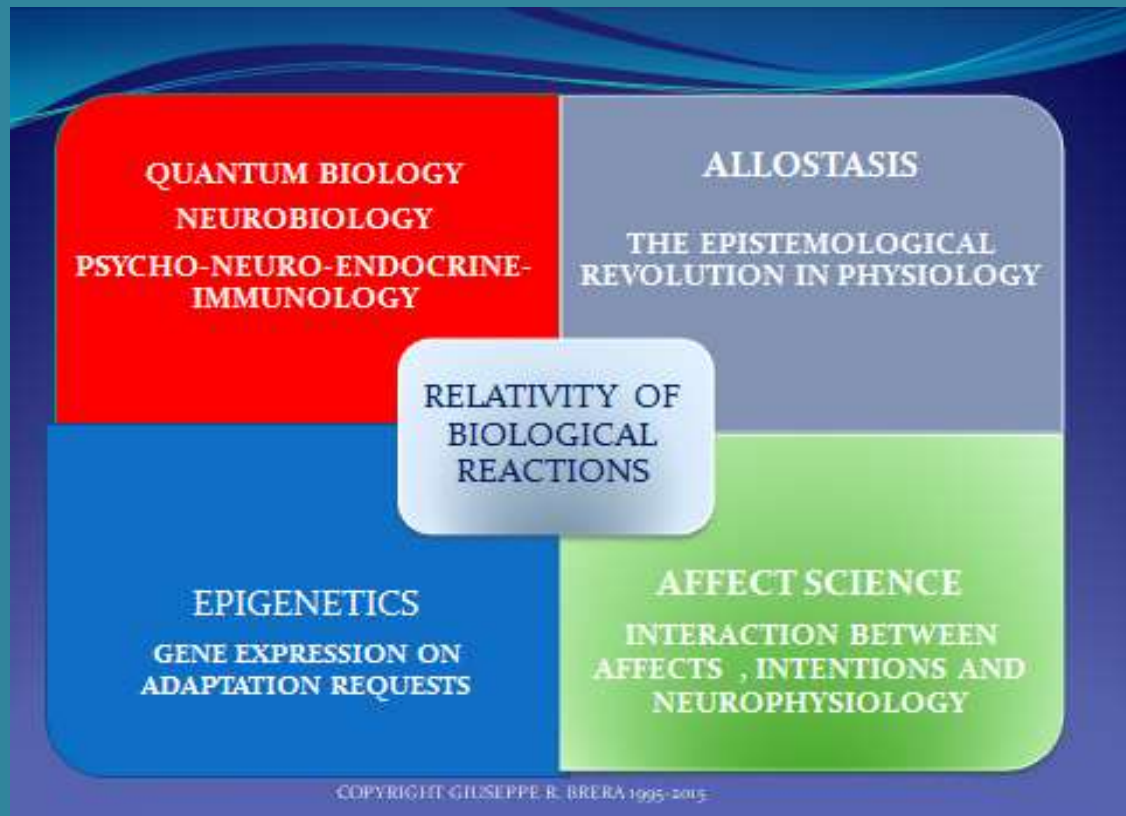 QUANTUM BIOLOGY
NEUROBIOLOGY
PSYCHO-NEURO-ENDOCRINE-
IMMUNOLOGY
ALLOSTASIS
THE EPISTEMOLOGICAL
REVOLUTION IN PHYSIOLOGY
RELATIVITY OF
BIOLOGICAL
REACTIONS
EPIGENETICS
GENE EXPRESSION ON
ADAPTATION REQUESTS
AFFECT SCIENCE
INTERACTION BETWEEN
AFFECTS , INTENTIONS AND
NEUROPHYSIOLOGY
COPYRIGHT GIUSEPPE R. BRERA 1995-2015